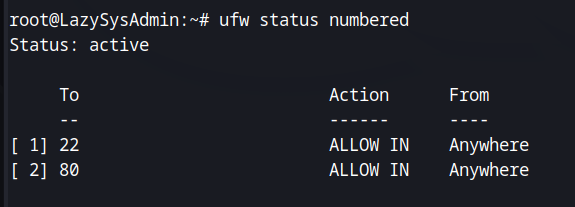 root@LazySysAdmin:~# ufw status numbered
Status: active
To Action From
-- ------ ----
[ 1] 22 ALLOW IN Anywhere
[ 2] 80 ALLOW IN Anywhere